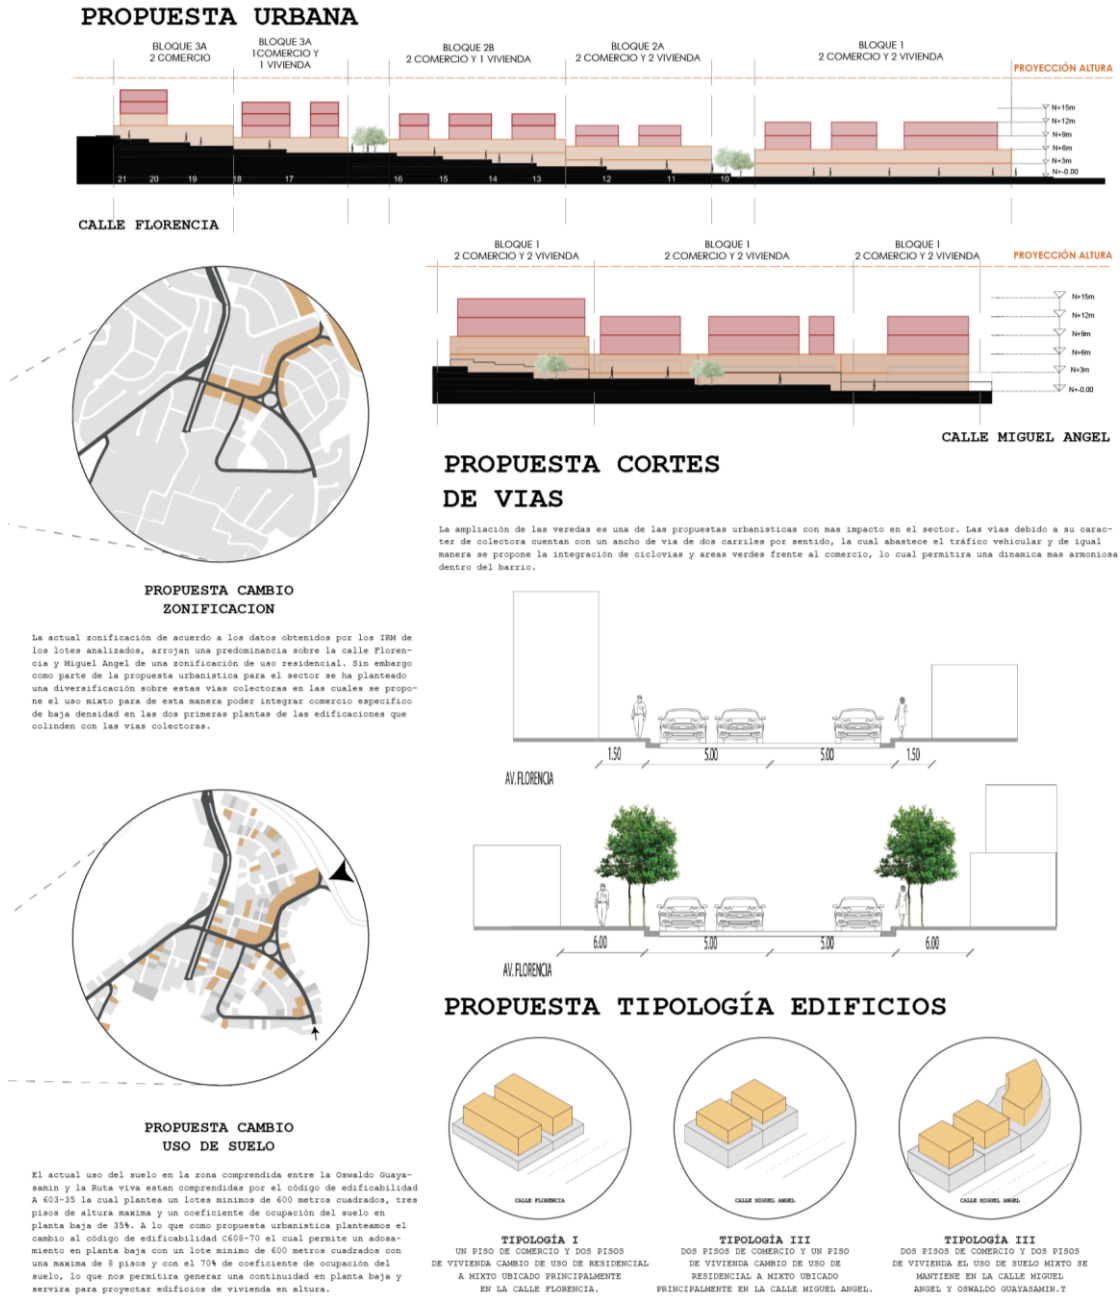 PROPUESTA URBANA
BLOQUE 3A
2 COMERCIO
BLOQUE 3A
1COMERCIO Y
1 VIVIENDA
BLOQUE 2B
2 COMERCIO Y 1 VIVIENDA
BLOQUE 2A
2 COMERCIO Y 2 VIVIENDA
BLOQUE 1
2 COMERCIO Y 2 VIVIENDA
PROYECCIÓN ALTURA
N+15m
N+12m
N+9m
N+6m
N+3m
N+-0.00
21 20 19 18 17 16 15 14 13 12 11 10
CALLE FLORENCIA
BLOQUE 1
2 COMERCIO Y 2 VIVIENDA
BLOQUE 1
2 COMERCIO Y 2 VIVIENDA
BLOQUE 1
2 COMERCIO Y 2 VIVIENDA
PROYECCIÓN ALTURA
N+15m
N+12m
N+9m
N+6m
N+3m
N+-0.00
CALLE MIGUEL ANGEL
PROPUESTA CAMBIO
ZONIFICACION
La actual zonificación de acuerdo a los datos obtenidos por los IRM de
los lotes analizados, arrojan una predominancia sobre la calle Floren-
cia y Miguel Angel de una zonificación de uso residencial. Sin embargo
como parte de la propuesta urbanistica para el sector se ha planteado
una diversificación sobre estas vias colectoras en las cuales se propo-
ne el uso mixto para de esta manera poder integrar comercio especifico
de baja densidad en las dos primeras plantas de las edificaciones que
colinden con las vias colectoras.
PROPUESTA CAMBIO
USO DE SUELO
El actual uso del suelo en la zona comprendida entre la Oswaldo Guaya-
samin y la Ruta viva estan comprendidas por el código de edificabilidad
A 603-35 la cual plantea un lotes minimos de 600 metros cuadrados, tres
pisos de altura maxima y un coeficiente de ocupación del suelo en
planta baja de 35%. A lo que como propuesta urbanistica planteamos el
cambio al código de edificabilidad C608-70 el cual permite un adosa-
miento en planta baja con un lote minimo de 600 metros cuadrados con
una maxima de 8 pisos y con el 70% de coeficiente de ocupación del
suelo, lo que nos permitira generar una continuidad en planta baja y
servira para proyectar edificios de vivienda en altura.
PROPUESTA CORTES
DE VIAS
La ampliación de las veredas es una de las propuestas urbanisticas con mas impacto en el sector. Las vias debido a su carac-
ter de colectora cuentan con un ancho de via de dos carriles por sentido, la cual abastece el tráfico vehicular y de igual
manera se propone la integración de ciclovias y areas verdes frente al comercio, lo cual permitira una dinamica mas armoniosa
dentro del barrio.
1.50 5.00 5.00 1.50
AV. FLORENCIA
6.00 5.00 5.00 6.00
AV. FLORENCIA
PROPUESTA TIPOLOGÍA EDIFICIOS
CALLE FLORENCIA
CALLE MIGUEL ANGEL
CALLE MIGUEL ANGEL
TIPOLOGÍA I
UN PISO DE COMERCIO Y DOS PISOS
DE VIVIENDA CAMBIO DE USO DE RESIDENCIAL
A MIXTO UBICADO PRINCIPALMENTE
EN LA CALLE FLORENCIA.
TIPOLOGÍA III
DOS PISOS DE COMERCIO Y UN PISO
DE VIVIENDA CAMBIO DE USO DE
RESIDENCIAL A MIXTO UBICADO
PRINCIPALMENTE EN LA CALLE MIGUEL ANGEL.
TIPOLOGÍA III
DOS PISOS DE COMERCIO Y DOS PISOS
DE VIVIENDA EL USO DE SUELO MIXTO SE
MANTIENE EN LA CALLE MIGUEL
ANGEL Y OSWALDO GUAYASAMIN.T